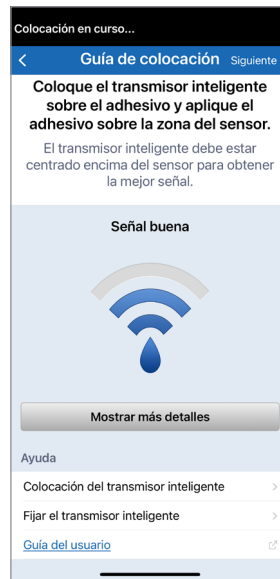 Colocación en curso...
Guía de colocación Siguiente
Coloque el transmisor inteligente
sobre el adhesivo y aplique el
adhesivo sobre la zona del sensor.
El transmisor inteligente debe estar
centrado encima del sensor para obtener
la mejor señal.
Señal buena
Mostrar más detalles
Ayuda
Colocación del transmisor inteligente
Fijar el transmisor inteligente
Guía del usuario